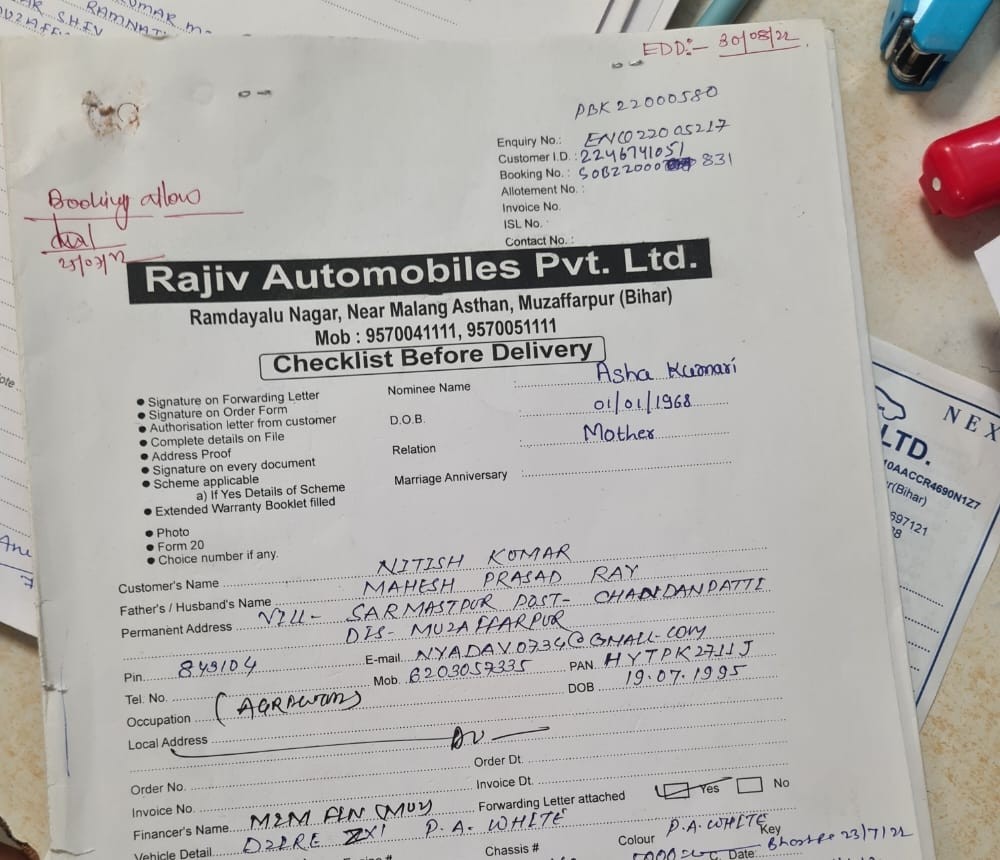 EDD:- 30/08/22
PBK 22000580
Enquiry No.: ENQ22005217
Customer I.D. : 2246741051
Booking No. : SOB22000 831
Allotement No. :
Invoice No.
ISL No.
Contact No. :
Booking allow
Rajiv Automobiles Pvt. Ltd.
Ramdayalu Nagar, Near Malang Asthan, Muzaffarpur (Bihar)
Mob : 9570041111, 9570051111
Checklist Before Delivery
• Signature on Forwarding Letter
• Signature on Order Form
• Authorisation letter from customer
• Complete details on File
• Address Proof
• Signature on every document
• Scheme applicable
a) If Yes Details of Scheme
• Extended Warranty Booklet filled
• Photo
• Form 20
• Choice number if any.
Nominee Name Asha Kumari
D.O.B. 01/01/1968
Relation Mother
Marriage Anniversary
Customer's Name NITISH KUMAR
Father's / Husband's Name MAHESH PRASAD RAY
Permanent Address VILL- SARMASTPUR POST- CHANDANPATTI
DIS- MUZAFFARPUR
Pin. 843104 E-mail NYADAV0734@GMAIL.COM
Tel. No. Mob. 6203057335 PAN HYTPK2711J
Occupation DOB 19.07.1995
Local Address
Order No. Order Dt.
Invoice No. Invoice Dt.
Financer's Name M&M FIN (MUV) Forwarding Letter attached Yes No
Vehicle Detail DZIRE ZXI P.A. WHITE Colour P.A. WHITE Key
Chassis # C. Date: 23/7/22
NEX
LTD.
10AACCR4690N1Z7
r(Bihar)
697121